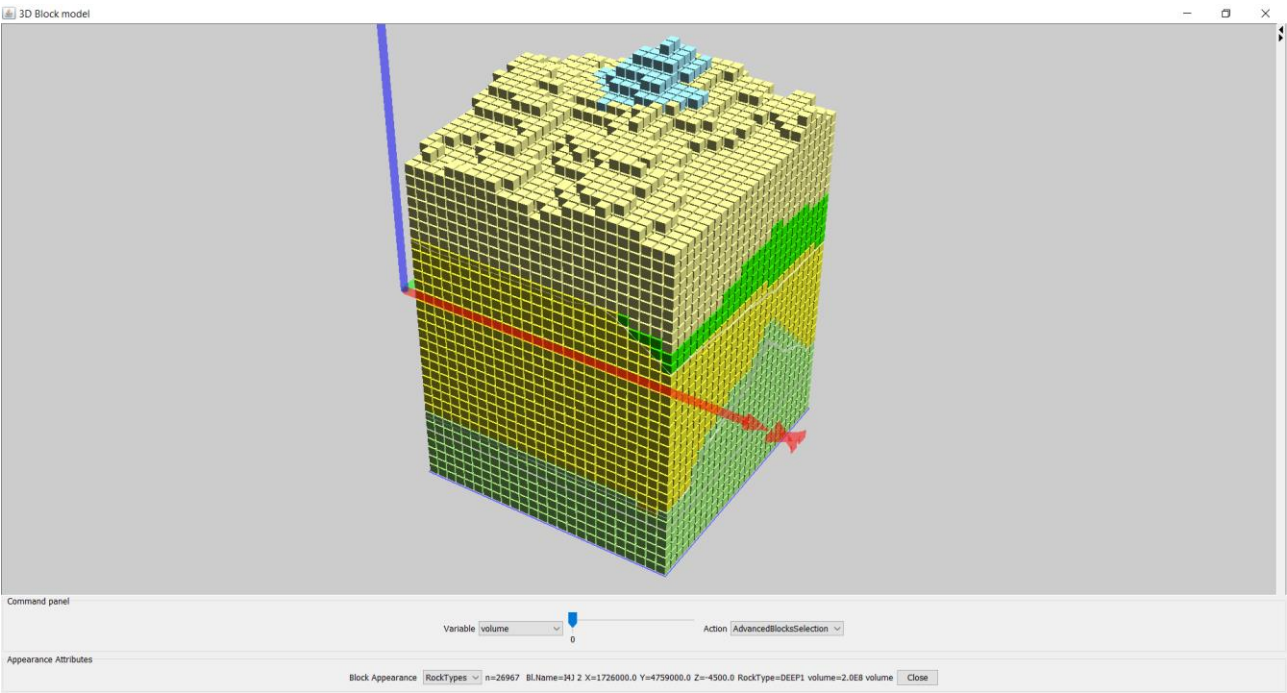 3D Block model
Command panel
Variable volume 0 Action AdvancedBlocksSelection
Appearance Attributes
Block Appearance RockTypes n=26967 Bl.Name=I4J 2 X=1726000.0 Y=4759000.0 Z=-4500.0 RockType=DEEP1 volume=2.0E8 volume Close